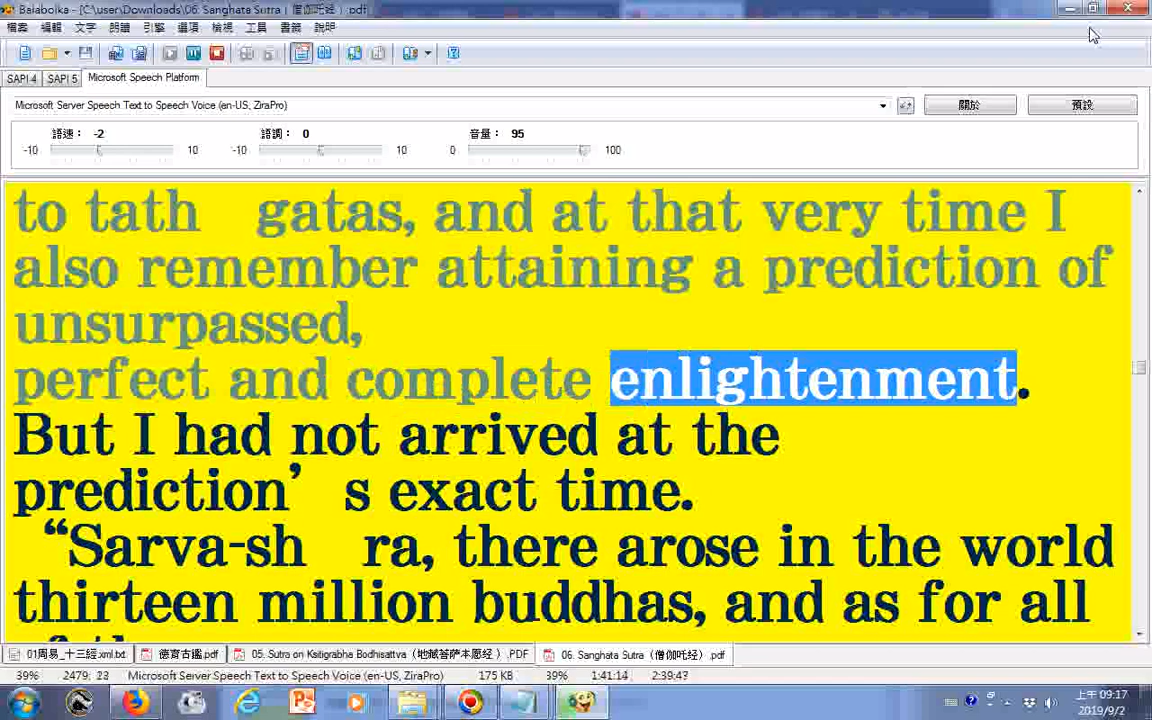 Balabolka - [C:\user\Downloads\06. Sanghata Sutra（僧伽吒经）.pdf]
檔案 編輯 文字 朗讀 引擎 選項 檢視 工具 書籤 說明
SAPI 4 SAPI 5 Microsoft Speech Platform
Microsoft Server Speech Text to Speech Voice (en-US, ZiraPro) 關於 預設
語速： -2 語調： 0 音量： 95
-10 10 -10 10 0 100
to tath gatas, and at that very time I
also remember attaining a prediction of
unsurpassed,
perfect and complete enlightenment.
But I had not arrived at the
prediction’s exact time.
“Sarva-sh ra, there arose in the world
thirteen million buddhas, and as for all
01周易_十三經.xml.txt 德育古鑑.pdf 05. Sutra on Ksitigrabha Bodhisattva（地藏菩萨本愿经）.PDF 06. Sanghata Sutra（僧伽吒经）.pdf
39% 2479, 23 Microsoft Server Speech Text to Speech Voice (en-US, ZiraPro) 175 KB 39% 1:41:14 2:39:43
上午 09:17
2019/9/2